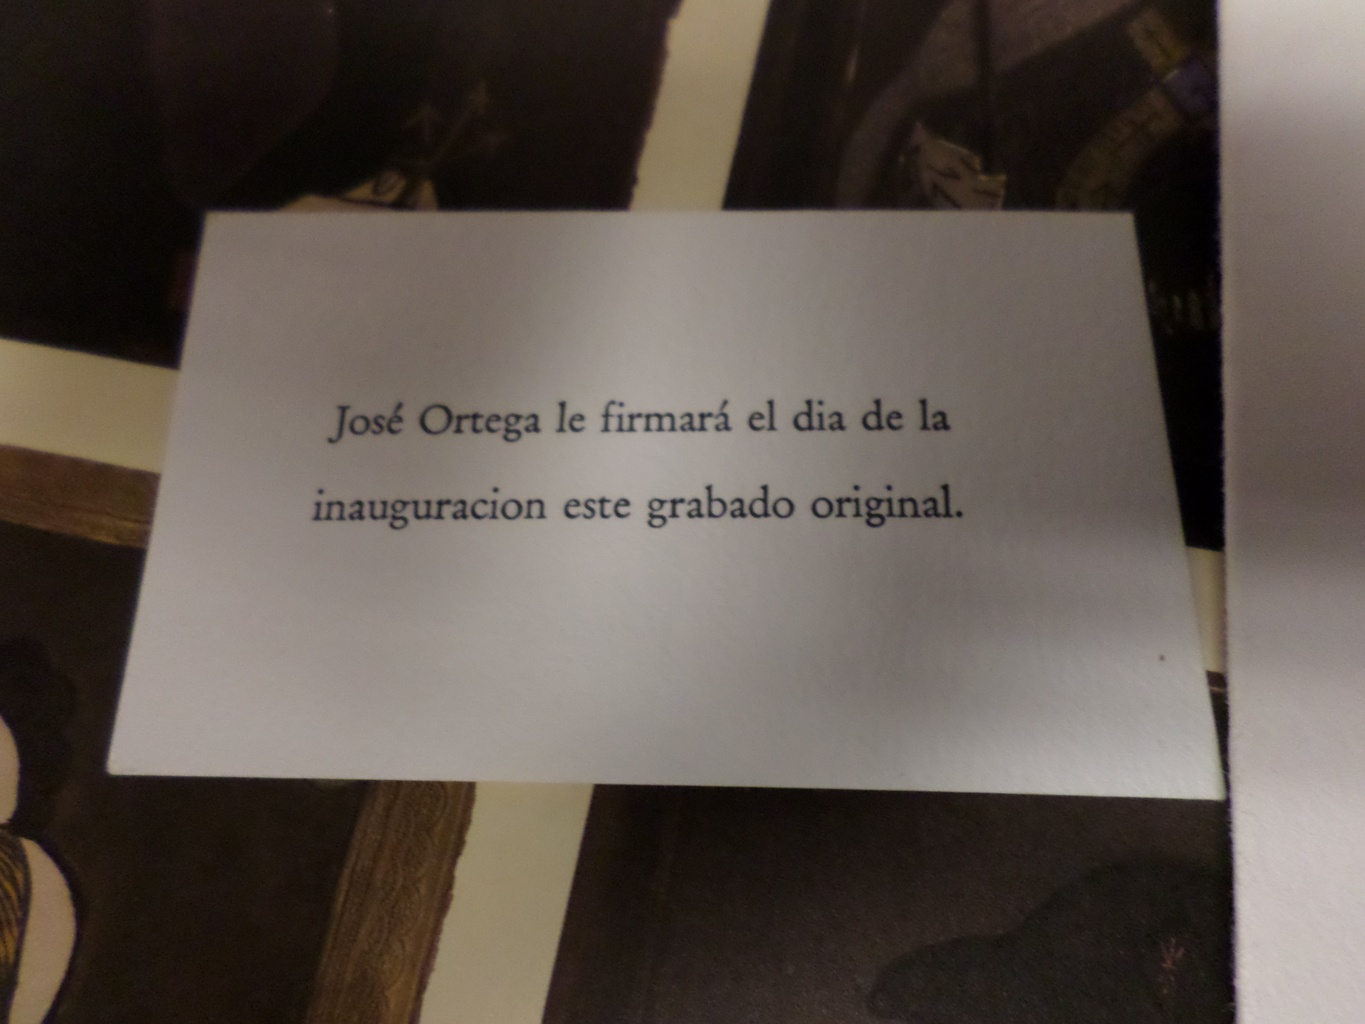 José Ortega le firmará el dia de la
inauguracion este grabado original.